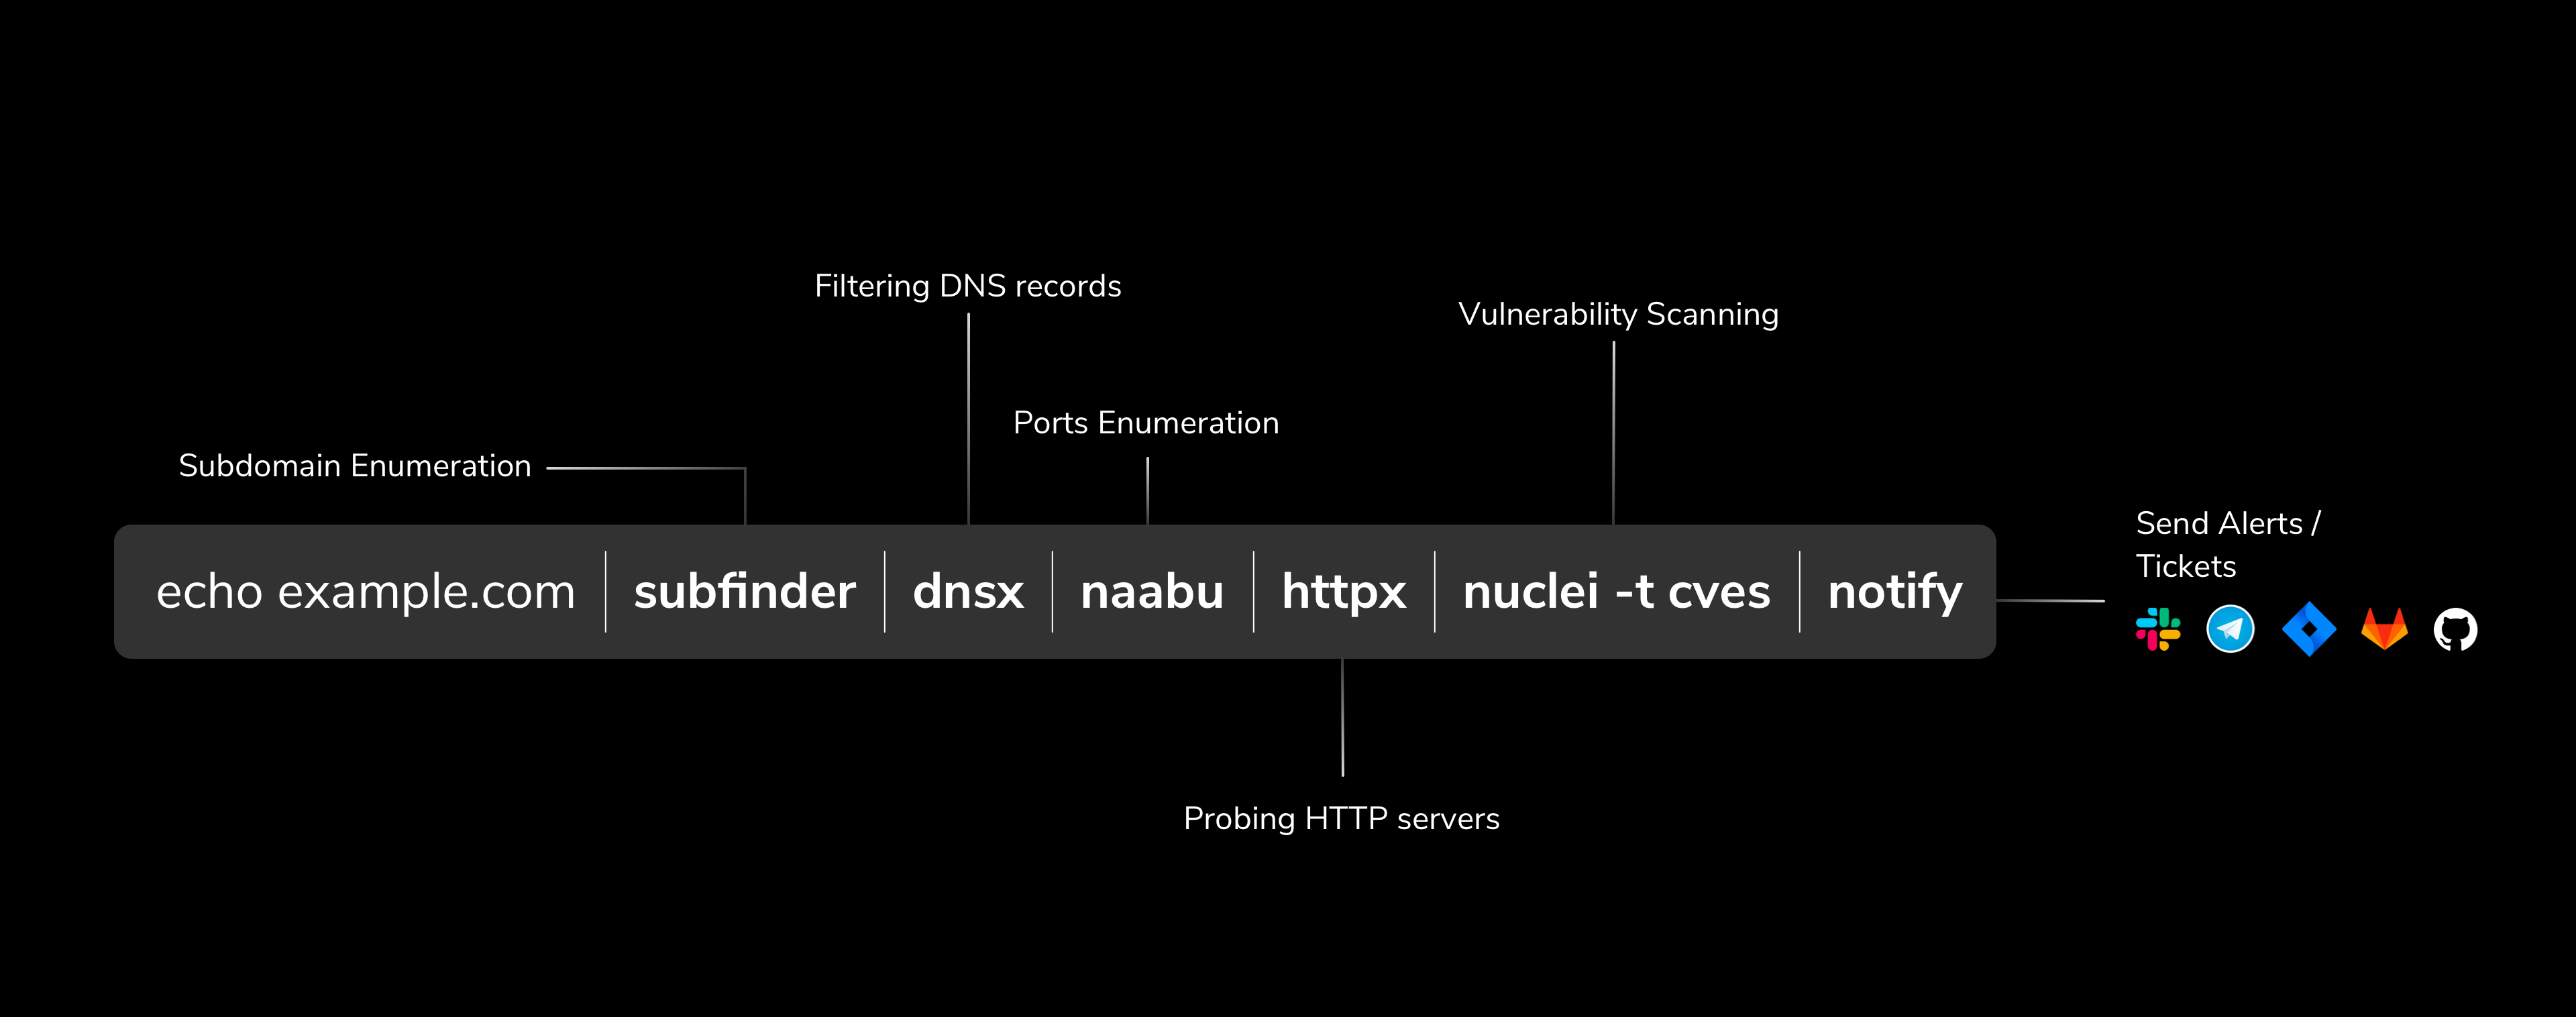 Filtering DNS records
Vulnerability Scanning
Ports Enumeration
Subdomain Enumeration
echo example.com | subfinder | dnsx | naabu | httpx | nuclei -t cves | notify
Send Alerts /
Tickets
Probing HTTP servers